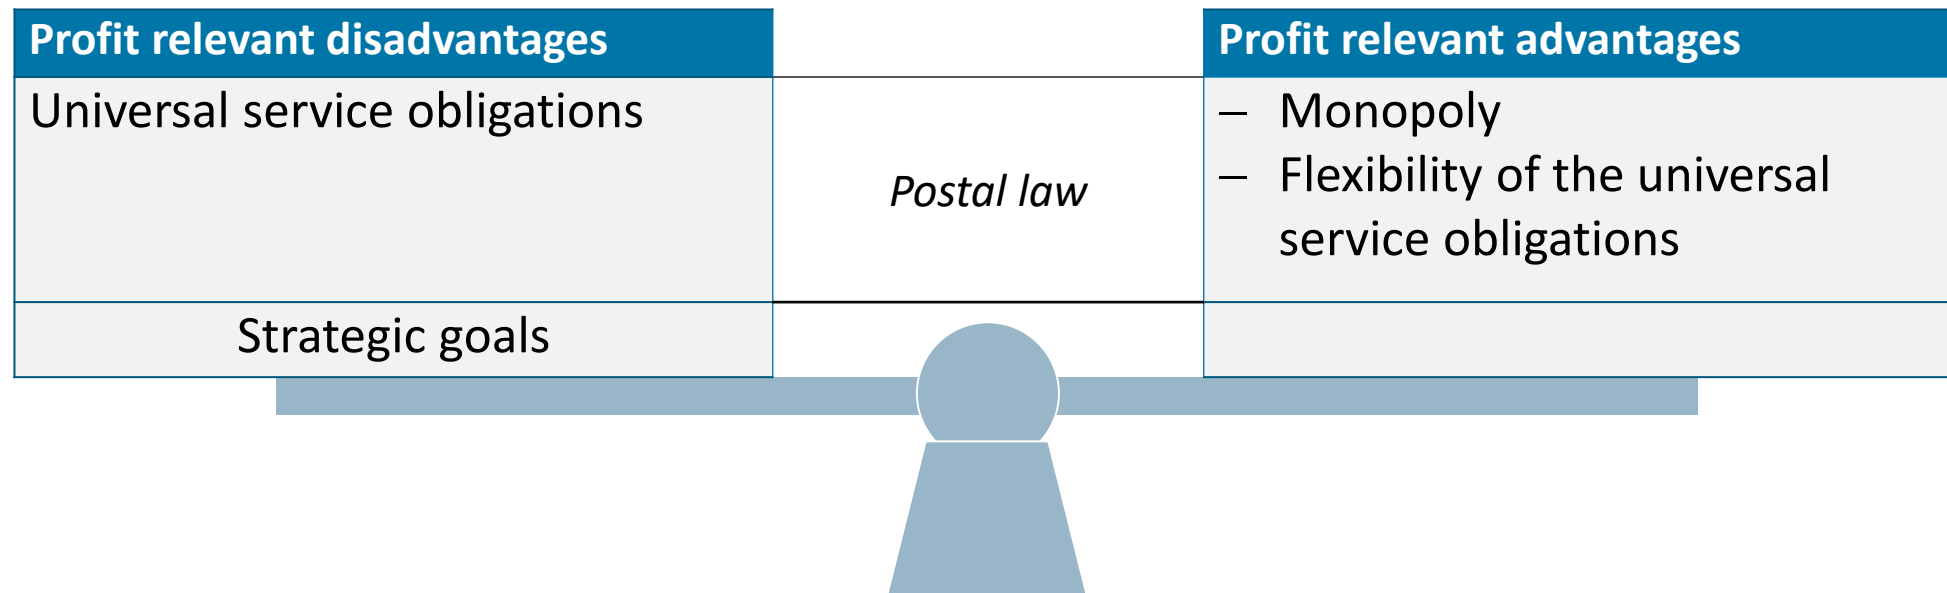 Profit relevant disadvantages
Universal service obligations
Strategic goals
Postal law
Profit relevant advantages
– Monopoly
– Flexibility of the universal
service obligations